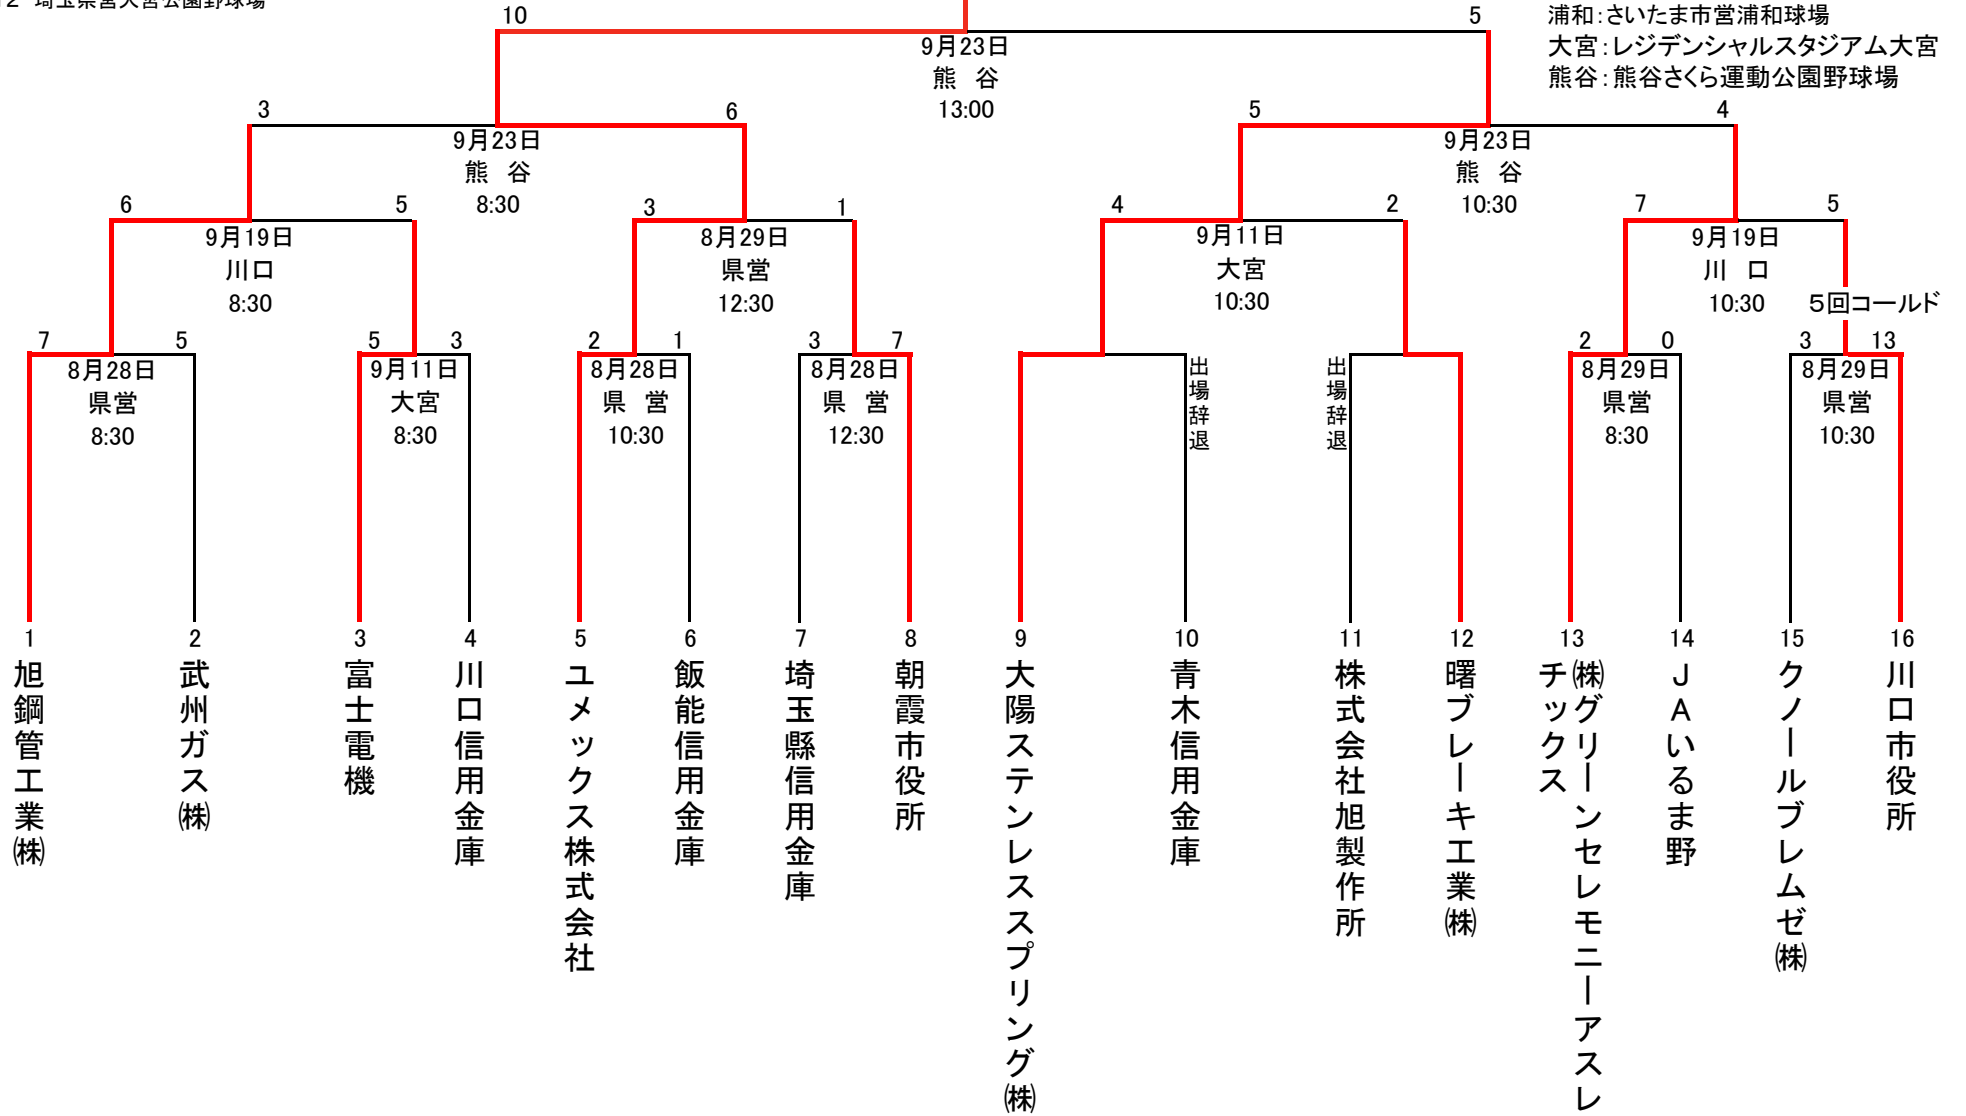 埼玉県営大宮公園野球場
浦和：さいたま市営浦和球場
大宮：レジデンシャルスタジアム大宮
熊谷：熊谷さくら運動公園野球場
10
5
9月23日
熊　谷
13:00
3
6
9月23日
熊　谷
8:30
5
4
9月23日
熊　谷
10:30
6
5
9月19日
川口
8:30
3
1
8月29日
県営
12:30
4
2
9月11日
大宮
10:30
7
5
9月19日
川　口
10:30
5回コールド
7
5
8月28日
県営
8:30
5
3
9月11日
大宮
8:30
2
1
8月28日
県　営
10:30
3
7
8月28日
県　営
12:30
出場辞退
出場辞退
2
0
8月29日
県営
8:30
3
13
8月29日
県営
10:30
1
旭鋼管工業㈱
2
武州ガス㈱
3
富士電機
4
川口信用金庫
5
ユメックス株式会社
6
飯能信用金庫
7
埼玉縣信用金庫
8
朝霞市役所
9
大陽ステンレススプリング㈱
10
青木信用金庫
11
株式会社旭製作所
12
曙ブレーキ工業㈱
13
㈱グリーンセレモニーアスレ
チックス
14
ＪＡいるま野
15
クノールブレムゼ㈱
16
川口市役所